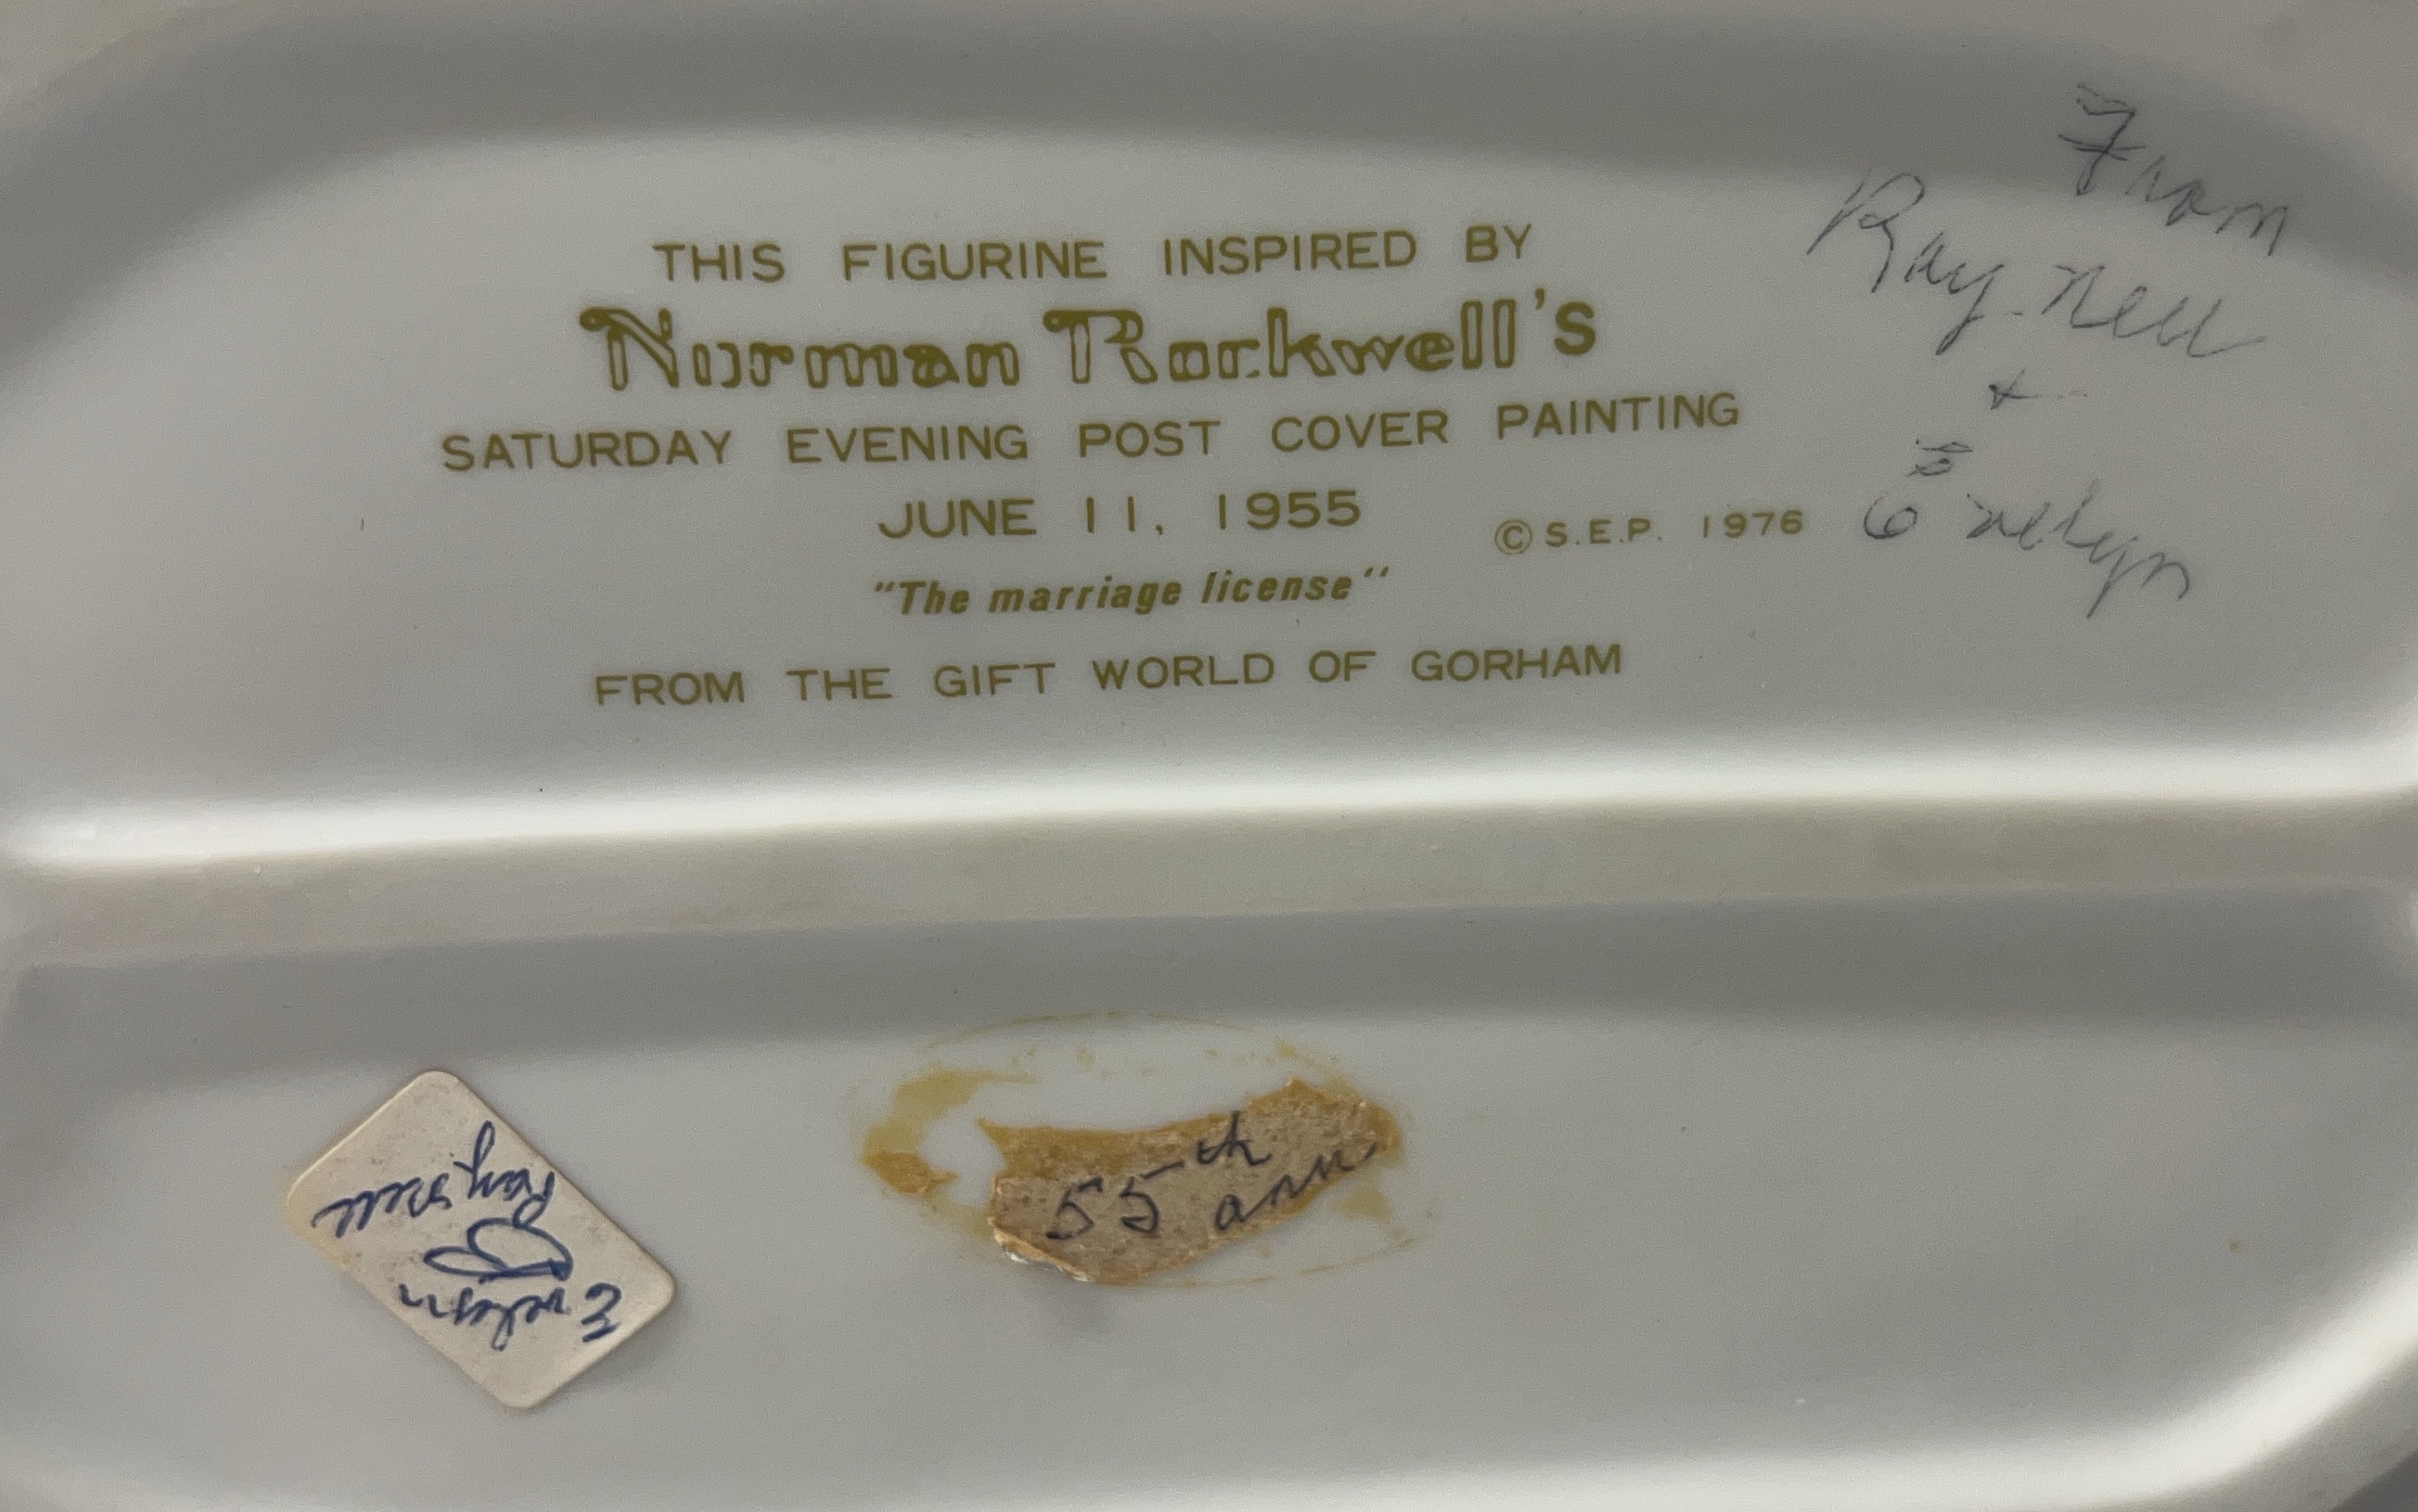 THIS FIGURINE INSPIRED BY
Norman Rockwell's
SATURDAY EVENING POST COVER PAINTING
JUNE 11, 1955
© S.E.P. 1976
"The marriage license"
FROM THE GIFT WORLD OF GORHAM
From
Ray-Nell
+
Evelyn
55th ann.
Evelyn
&
Ray Nell